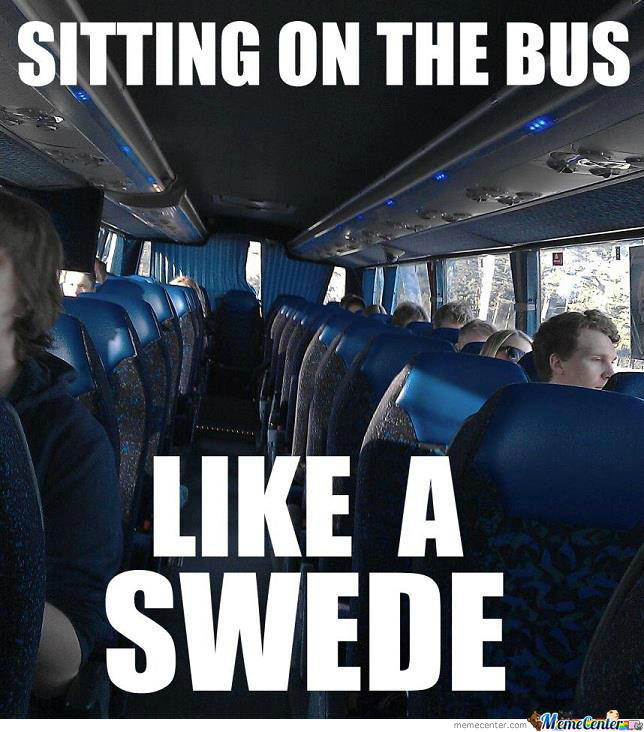 SITTING ON THE BUS
LIKE A
SWEDE
memecenter.com MemeCenter